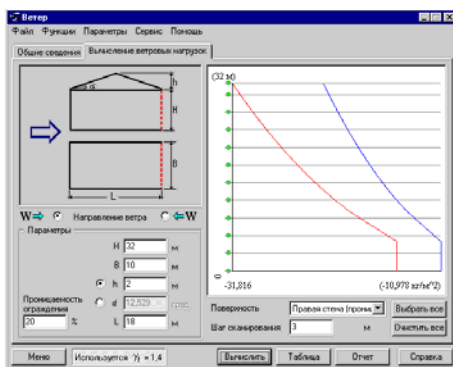 Ветер
Файл Функции Параметры Сервис Помощь
Общие сведения Вычисление ветровых нагрузок
h
α
H
B
L
W Направление ветра W
Параметры
H 32 м
B 10 м
h 2 м
Проницаемость ограждения
d 12,529 град
20 %
L 18 м
(32 м)
0
-31,816 (-10,978 кг/м^2)
Поверхность Правая стена (прониц Выбрать все
Шаг сканирования 3 м Очистить все
Меню Используется γf = 1,4 Вычислить Таблица Отчет Справка